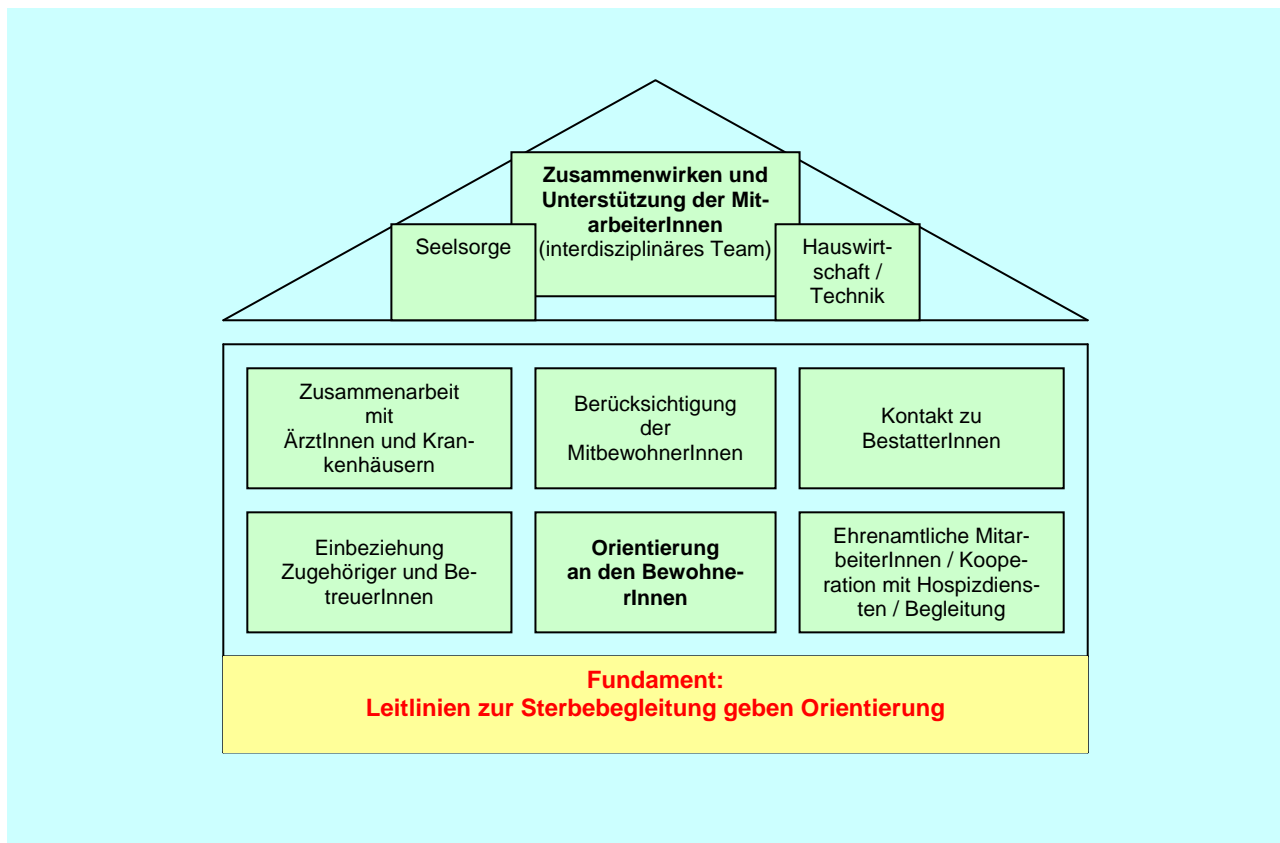 Zusammenwirken und
Unterstützung der Mit-
arbeiterInnen
(interdisziplinäres Team)
Seelsorge
Hauswirt-
schaft /
Technik
Zusammenarbeit
mit
ÄrztInnen und Kran-
kenhäusern
Berücksichtigung
der
MitbewohnerInnen
Kontakt zu
BestatterInnen
Einbeziehung
Zugehöriger und Be-
treuerInnen
Orientierung
an den Bewohne-
rInnen
Ehrenamtliche Mitar-
beiterInnen / Koope-
ration mit Hospizdiens-
ten / Begleitung
Fundament:
Leitlinien zur Sterbebegleitung geben Orientierung